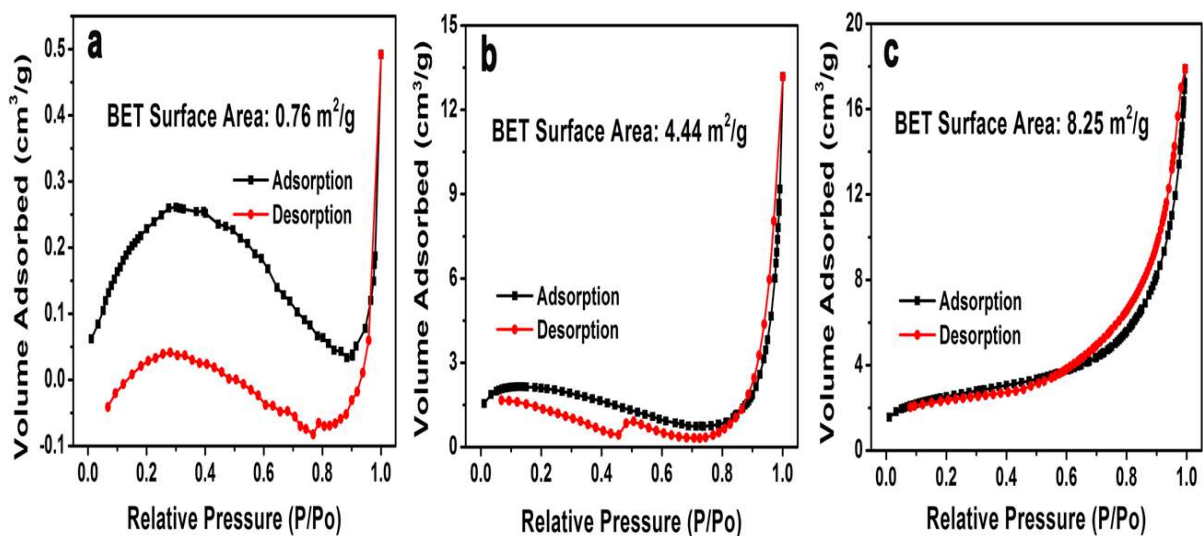 a
BET Surface Area: 0.76 m²/g
Adsorption
Desorption
Volume Adsorbed (cm³/g)
0.5
0.4
0.3
0.2
0.1
0.0
-0.1
0.0 0.2 0.4 0.6 0.8 1.0
Relative Pressure (P/Po)
b
BET Surface Area: 4.44 m²/g
Adsorption
Desorption
Volume Adsorbed (cm³/g)
15
12
9
6
3
0
0.0 0.2 0.4 0.6 0.8 1.0
Relative Pressure (P/Po)
c
BET Surface Area: 8.25 m²/g
Adsorption
Desorption
Volume Adsorbed (cm³/g)
20
16
12
8
4
0
0.0 0.2 0.4 0.6 0.8 1.0
Relative Pressure (P/Po)